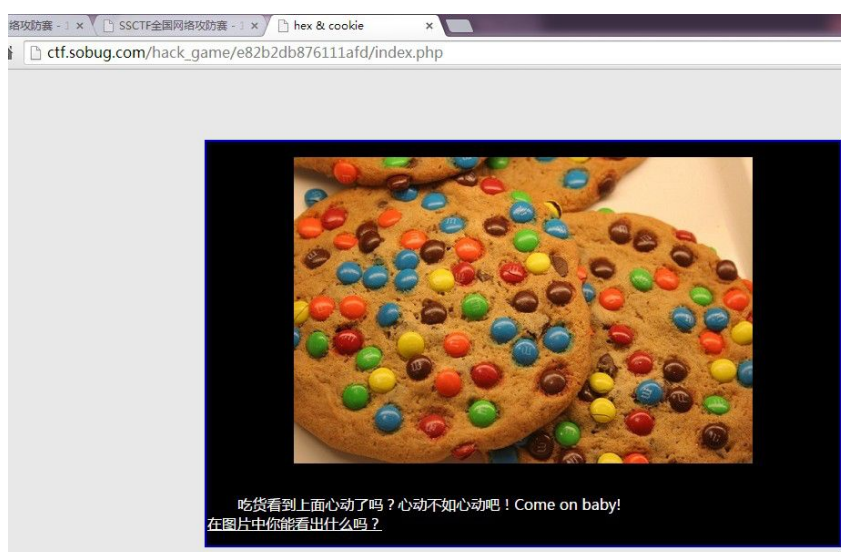 络攻防赛 - 1
SSCTF全国网络攻防赛 - 1
hex & cookie
ctf.sobug.com/hack_game/e82b2db876111afd/index.php
吃货看到上面心动了吗？心动不如心动吧！Come on baby!
在图片中你能看出什么吗？